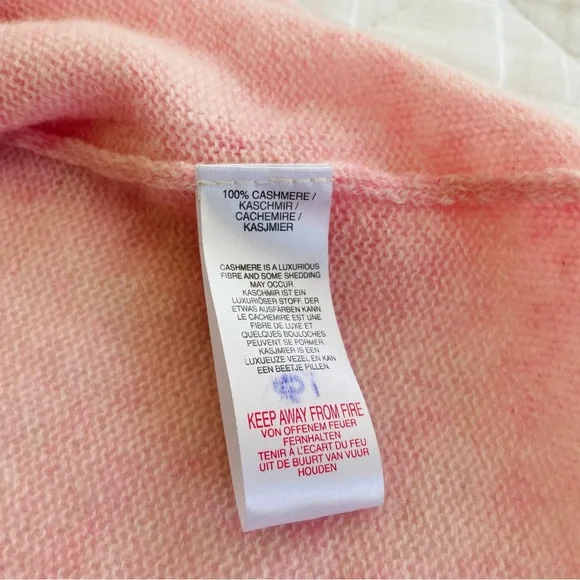 100% CASHMERE /
KASCHMIR /
CACHEMIRE /
KASJMIER
CASHMERE IS A LUXURIOUS
FIBRE AND SOME SHEDDING
MAY OCCUR
KASCHMIR IST EIN
LUXURIÖSER STOFF. DER
ETWAS AUSFÄRBEN KANN.
LE CACHEMIRE EST UNE
FIBRE DE LUXE ET
QUELQUES BOULOCHES
PEUVENT SE FORMER.
KASJMIER IS EEN
LUXUEUZE VEZEL EN KAN
EEN BEETJE PILLEN.
KEEP AWAY FROM FIRE
VON OFFENEM FEUER
FERNHALTEN
TENIR À L'ECART DU FEU
UIT DE BUURT VAN VUUR
HOUDEN